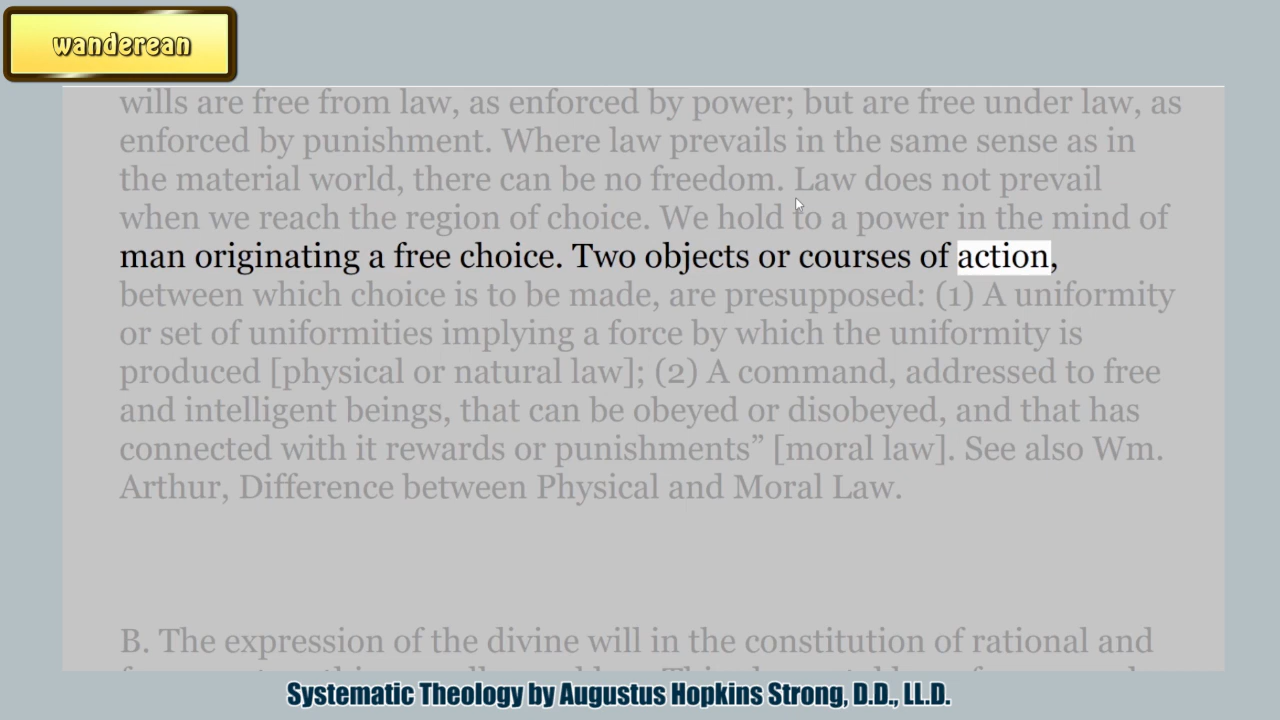 wanderean
wills are free from law, as enforced by power; but are free under law, as
enforced by punishment. Where law prevails in the same sense as in
the material world, there can be no freedom. Law does not prevail
when we reach the region of choice. We hold to a power in the mind of
man originating a free choice. Two objects or courses of action,
between which choice is to be made, are presupposed: (1) A uniformity
or set of uniformities implying a force by which the uniformity is
produced [physical or natural law]; (2) A command, addressed to free
and intelligent beings, that can be obeyed or disobeyed, and that has
connected with it rewards or punishments” [moral law]. See also Wm.
Arthur, Difference between Physical and Moral Law.
B. The expression of the divine will in the constitution of rational and
Systematic Theology by Augustus Hopkins Strong, D.D., LL.D.